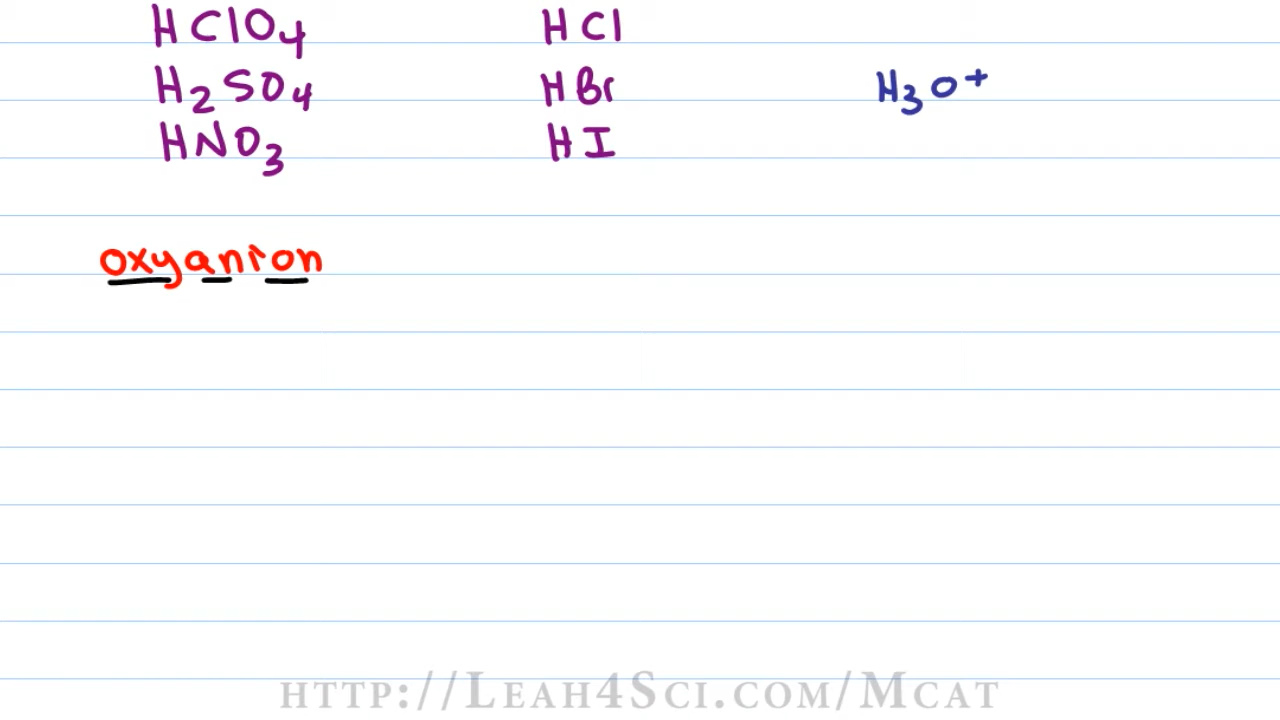 HClO4 HCl
H2SO4 HBr H3O+
HNO3 HI
oxyanion
HTTP://LEAH4SCI.COM/MCAT